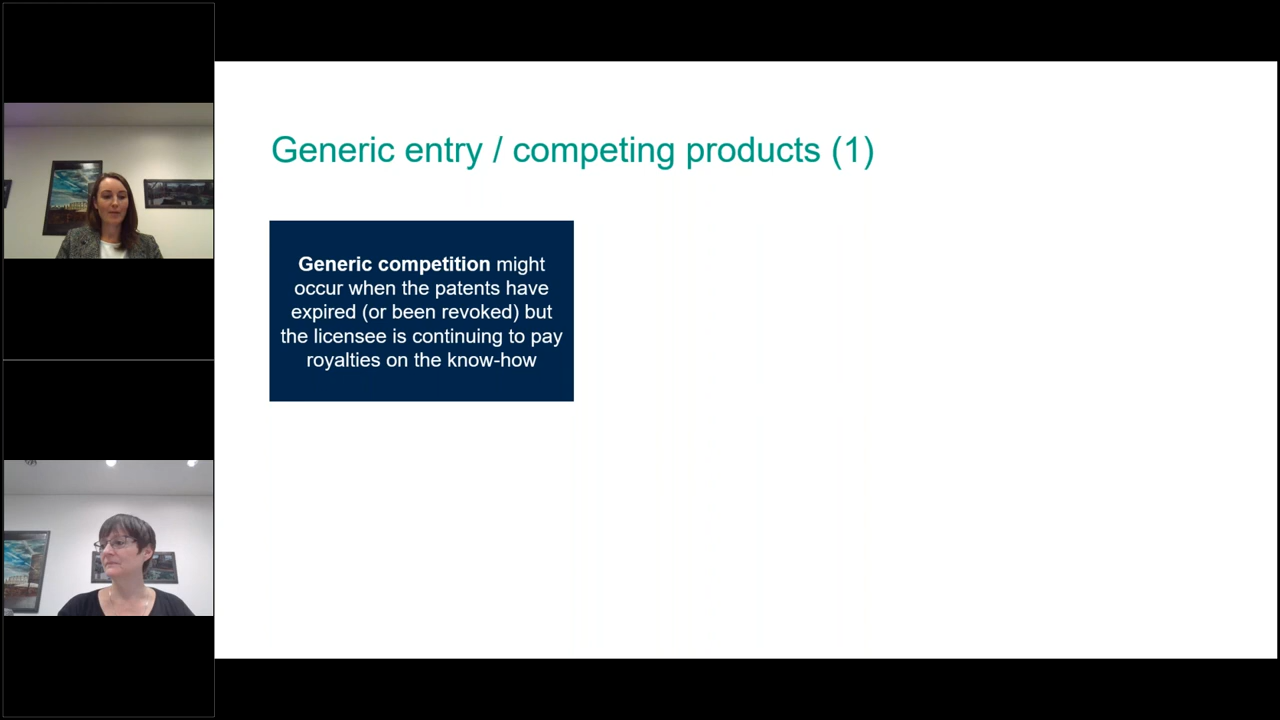 Generic entry / competing products (1)
Generic competition might
occur when the patents have
expired (or been revoked) but
the licensee is continuing to pay
royalties on the know-how